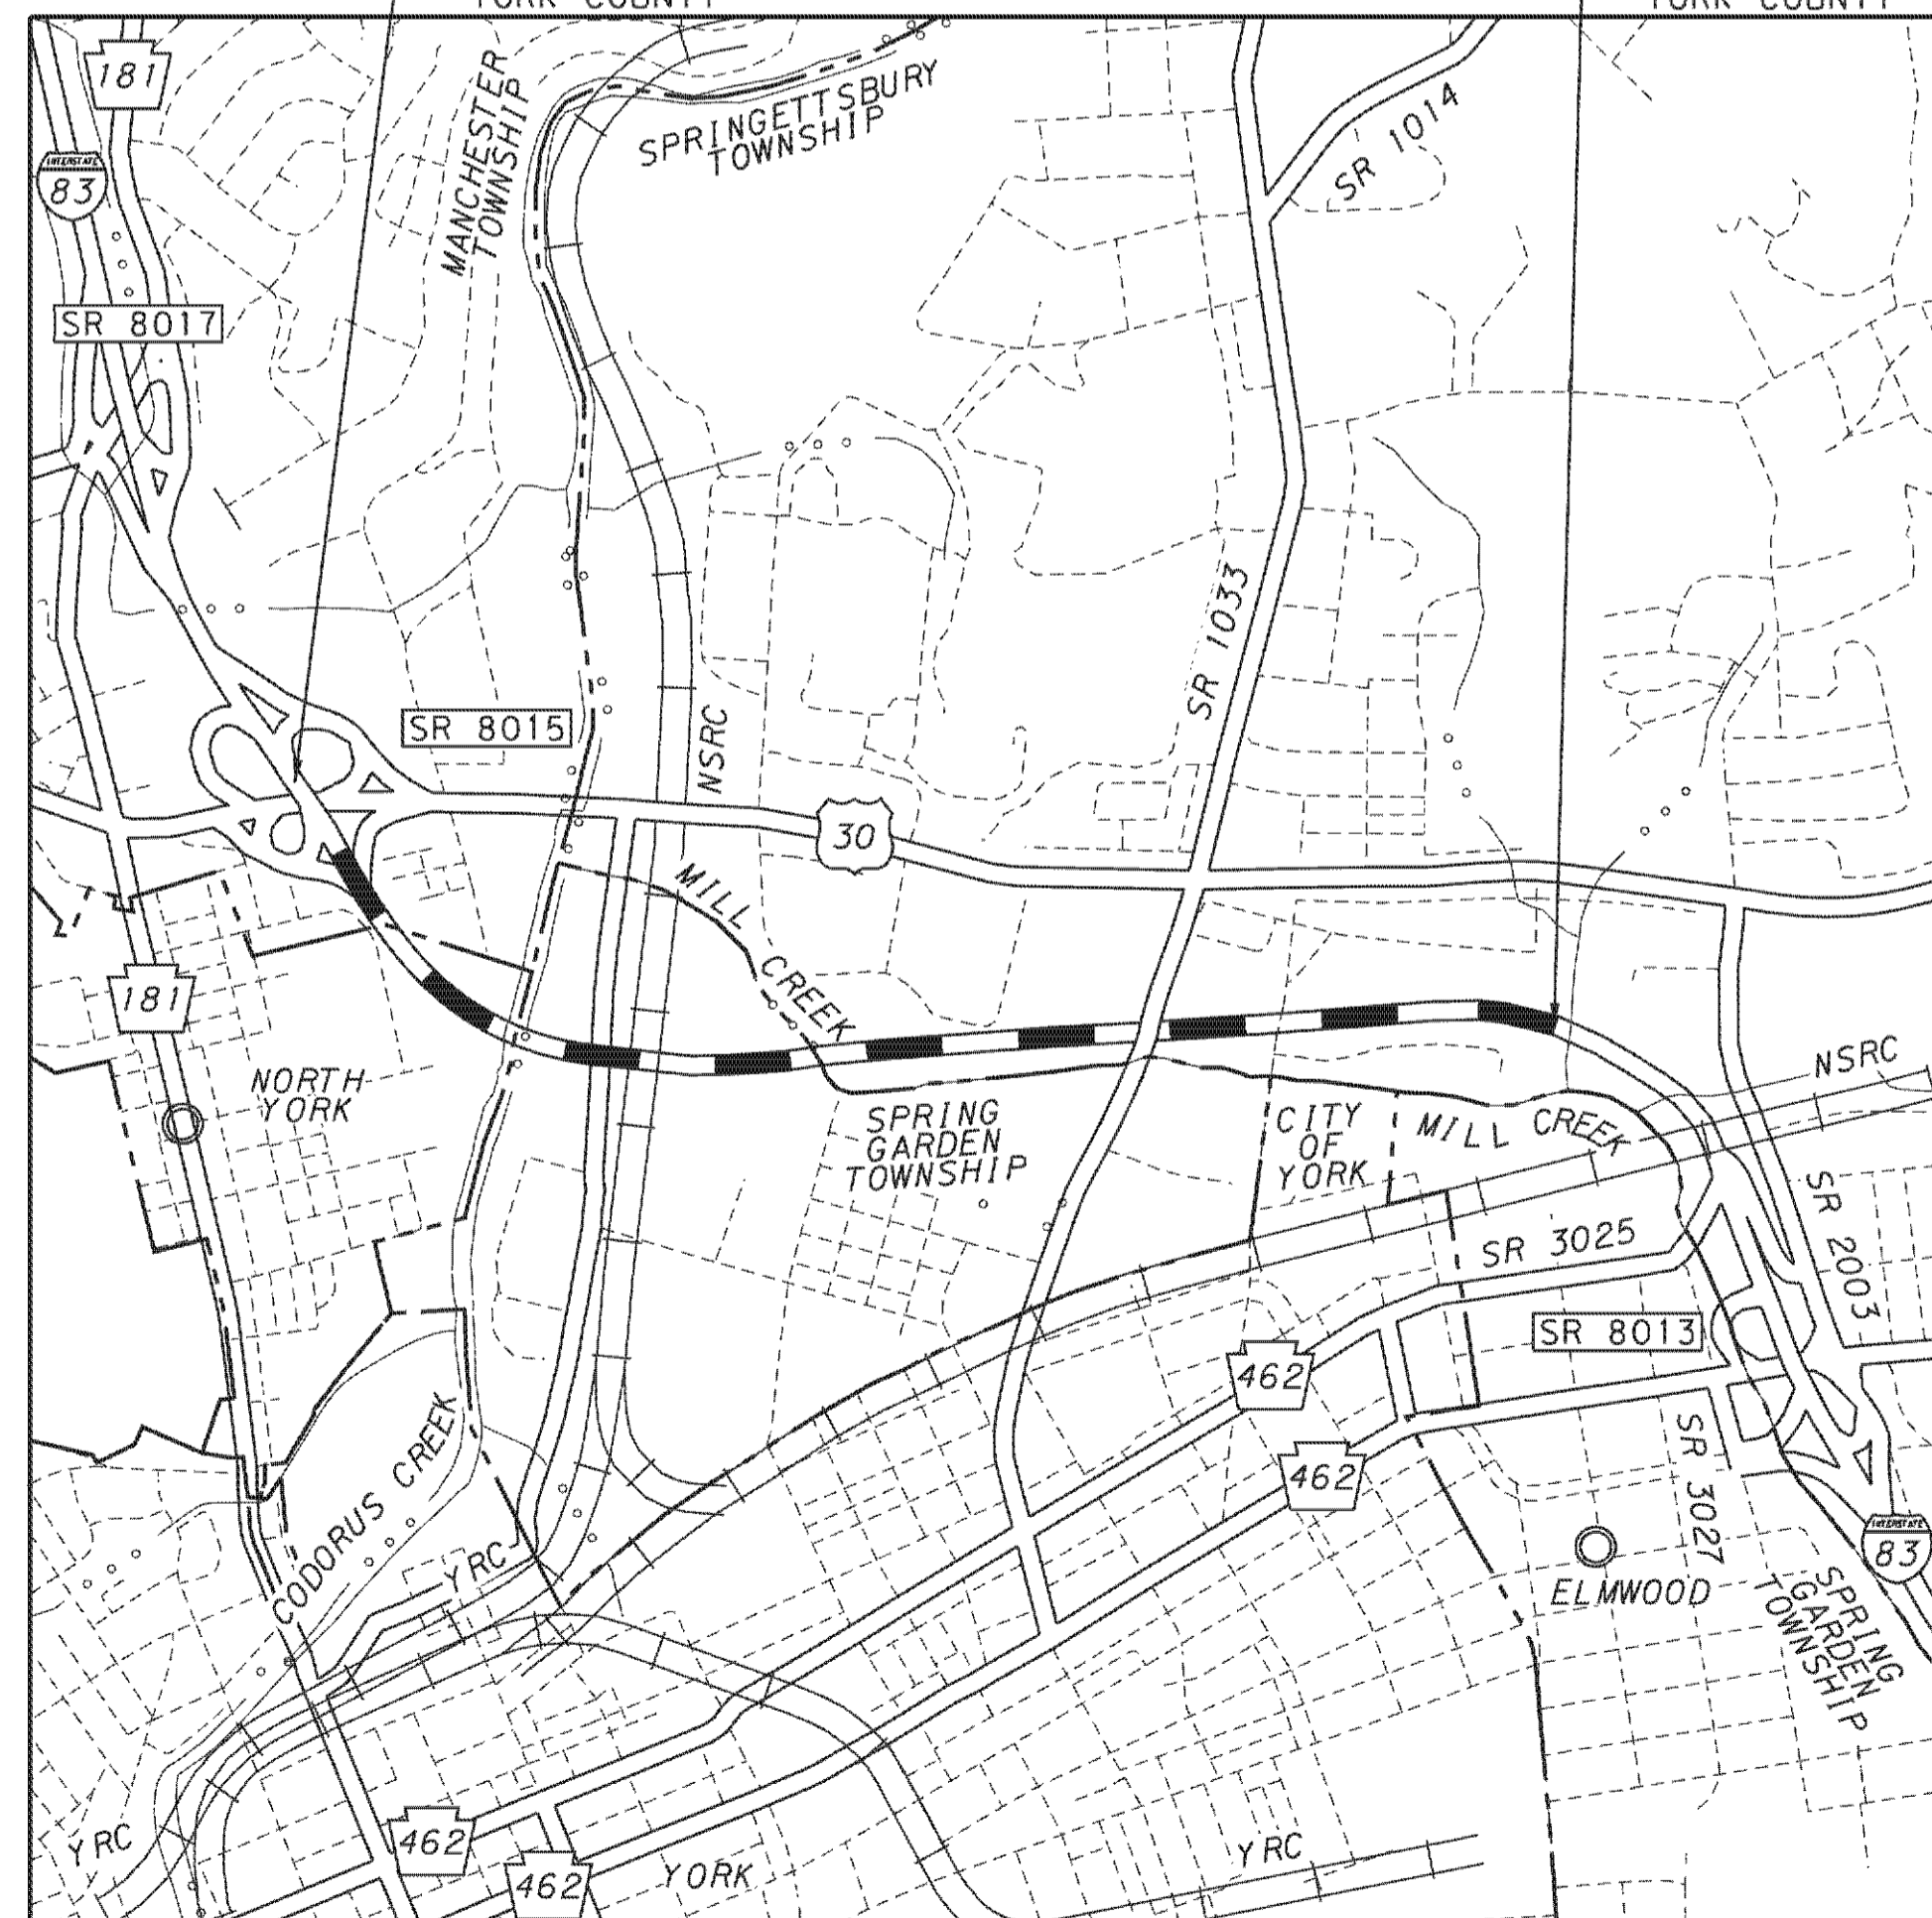 YORK COUNTY
YORK COUNTY
181
INTERSTATE
83
MANCHESTER
TOWNSHIP
SPRINGETTSBURY
TOWNSHIP
SR 1014
SR 8017
SR 1033
SR 8015
NSRC
30
MILL CREEK
181
NORTH
YORK
SPRING
GARDEN
TOWNSHIP
CITY
OF
YORK
MILL CREEK
NSRC
SR 2003
SR 3025
SR 8013
462
462
CODORUS CREEK
YRC
SR 3027
ELMWOOD
INTERSTATE
83
SPRING
GARDEN
TOWNSHIP
YRC
462
462
YORK
YRC